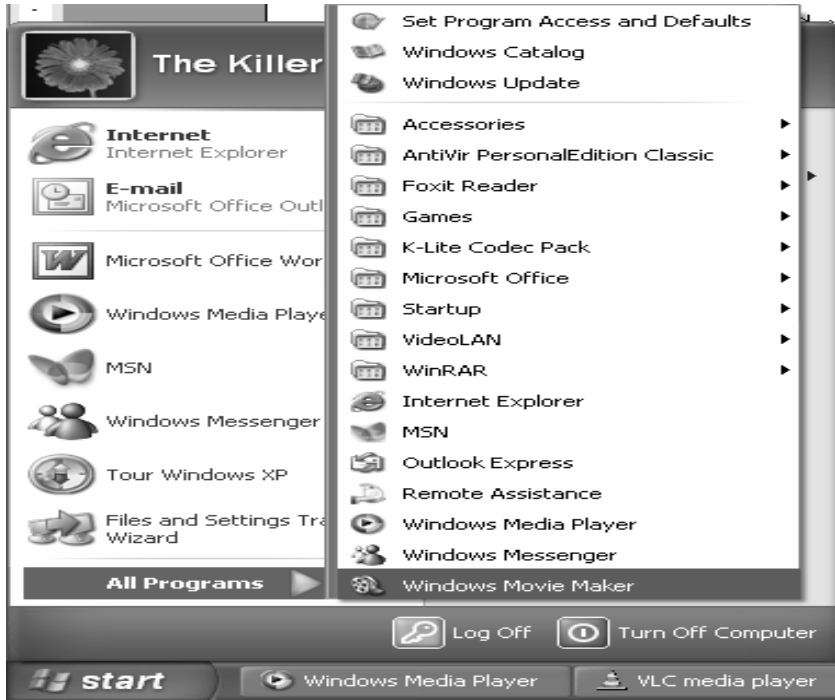 The Killer
Internet
Internet Explorer
E-mail
Microsoft Office Outl
Microsoft Office Wor
Windows Media Playe
MSN
Windows Messenger
Tour Windows XP
Files and Settings Tra
Wizard
All Programs
Set Program Access and Defaults
Windows Catalog
Windows Update
Accessories
AntiVir PersonalEdition Classic
Foxit Reader
Games
K-Lite Codec Pack
Microsoft Office
Startup
VideoLAN
WinRAR
Internet Explorer
MSN
Outlook Express
Remote Assistance
Windows Media Player
Windows Messenger
Windows Movie Maker
Log Off
Turn Off Computer
start
Windows Media Player
VLC media player